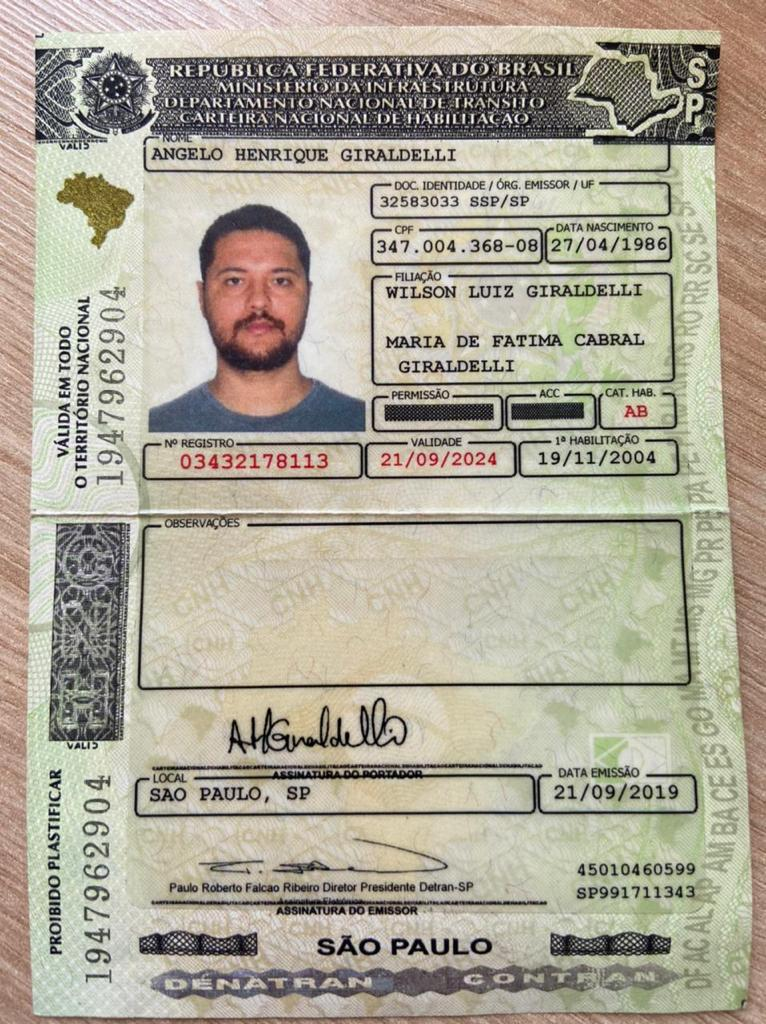 REPÚBLICA FEDERATIVA DO BRASIL
MINISTÉRIO DA INFRAESTRUTURA
DEPARTAMENTO NACIONAL DE TRÂNSITO
CARTEIRA NACIONAL DE HABILITAÇÃO
SP
NOME
ANGELO HENRIQUE GIRALDELLI
DOC. IDENTIDADE / ÓRG. EMISSOR / UF
32583033 SSP/SP
CPF
DATA NASCIMENTO
347.004.368-08
27/04/1986
FILIAÇÃO
WILSON LUIZ GIRALDELLI
MARIA DE FATIMA CABRAL
GIRALDELLI
PERMISSÃO
ACC
CAT. HAB.
AB
Nº REGISTRO
VALIDADE
1ª HABILITAÇÃO
03432178113
21/09/2024
19/11/2004
VÁLIDA EM TODO
O TERRITÓRIO NACIONAL
1947962904
OBSERVAÇÕES
ASSINATURA DO PORTADOR
LOCAL
DATA EMISSÃO
SAO PAULO, SP
21/09/2019
PROIBIDO PLASTIFICAR
1947962904
45010460599
SP991711343
Paulo Roberto Falcao Ribeiro Diretor Presidente Detran-SP
ASSINATURA DO EMISSOR
SÃO PAULO
DENATRAN
CONTRAN